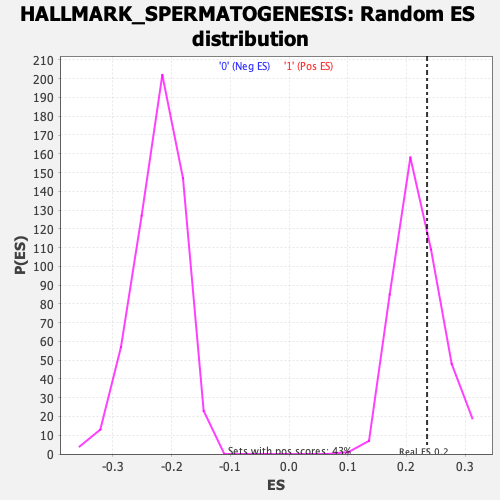 HALLMARK_SPERMATOGENESIS: Random ES
distribution
'0' (Neg ES) '1' (Pos ES)
210
200
190
180
170
160
150
140
130
120
110
100
90
80
70
60
50
40
30
20
10
0
P(ES)
Sets with pos scores: 43%
Real ES 0.2
-0.3 -0.2 -0.1 0.0 0.1 0.2 0.3
ES